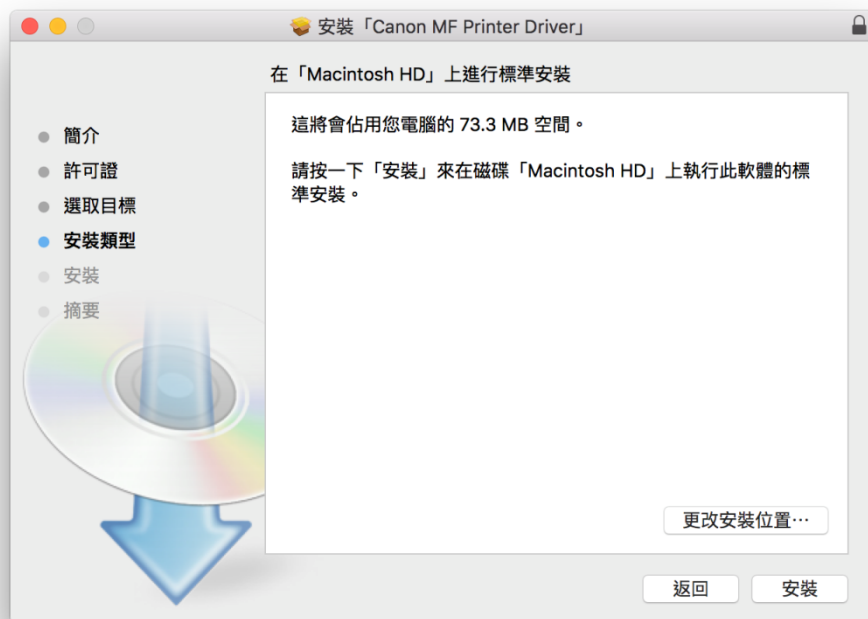 安裝「Canon MF Printer Driver」
在「Macintosh HD」上進行標準安裝
簡介
許可證
選取目標
安裝類型
安裝
摘要
這將會佔用您電腦的 73.3 MB 空間。
請按一下「安裝」來在磁碟「Macintosh HD」上執行此軟體的標
準安裝。
更改安裝位置⋯
返回
安裝